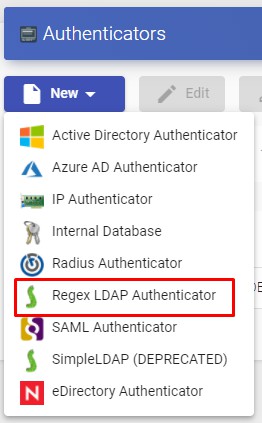 Authenticators
New
Edit
Active Directory Authenticator
Azure AD Authenticator
IP Authenticator
Internal Database
Radius Authenticator
Regex LDAP Authenticator
SAML Authenticator
SimpleLDAP (DEPRECATED)
eDirectory Authenticator